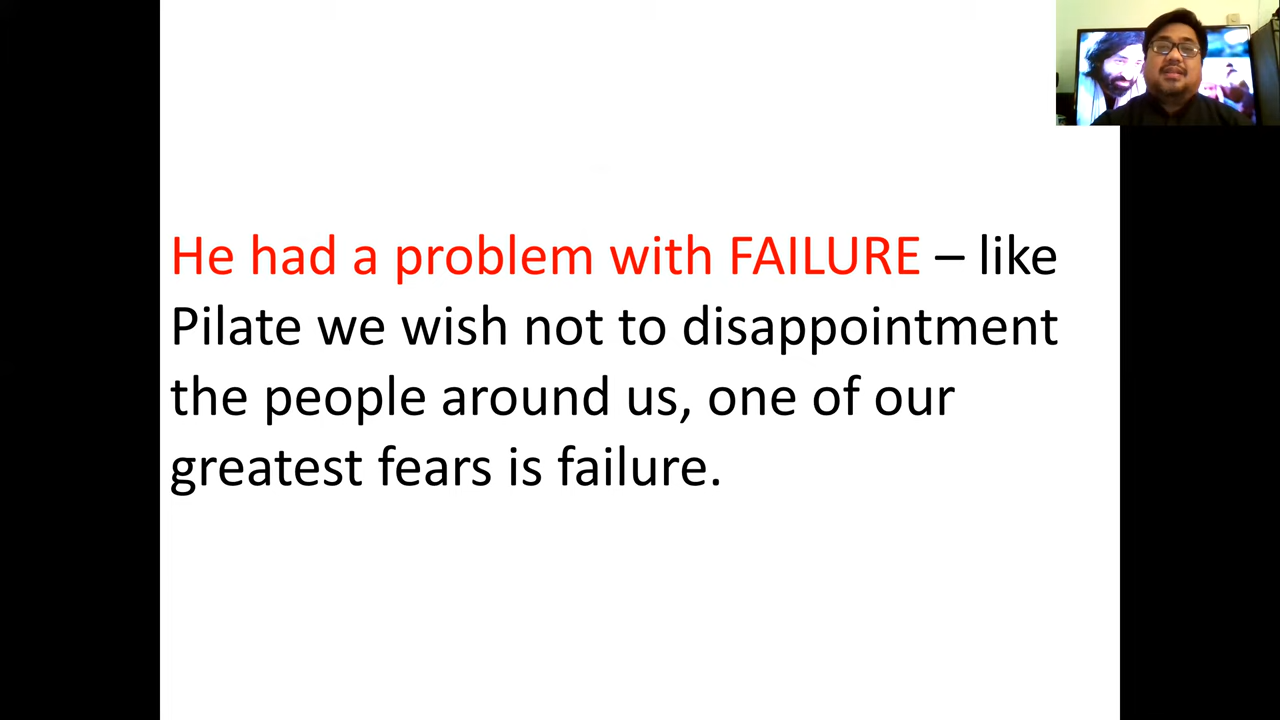 He had a problem with FAILURE – like
Pilate we wish not to disappointment
the people around us, one of our
greatest fears is failure.